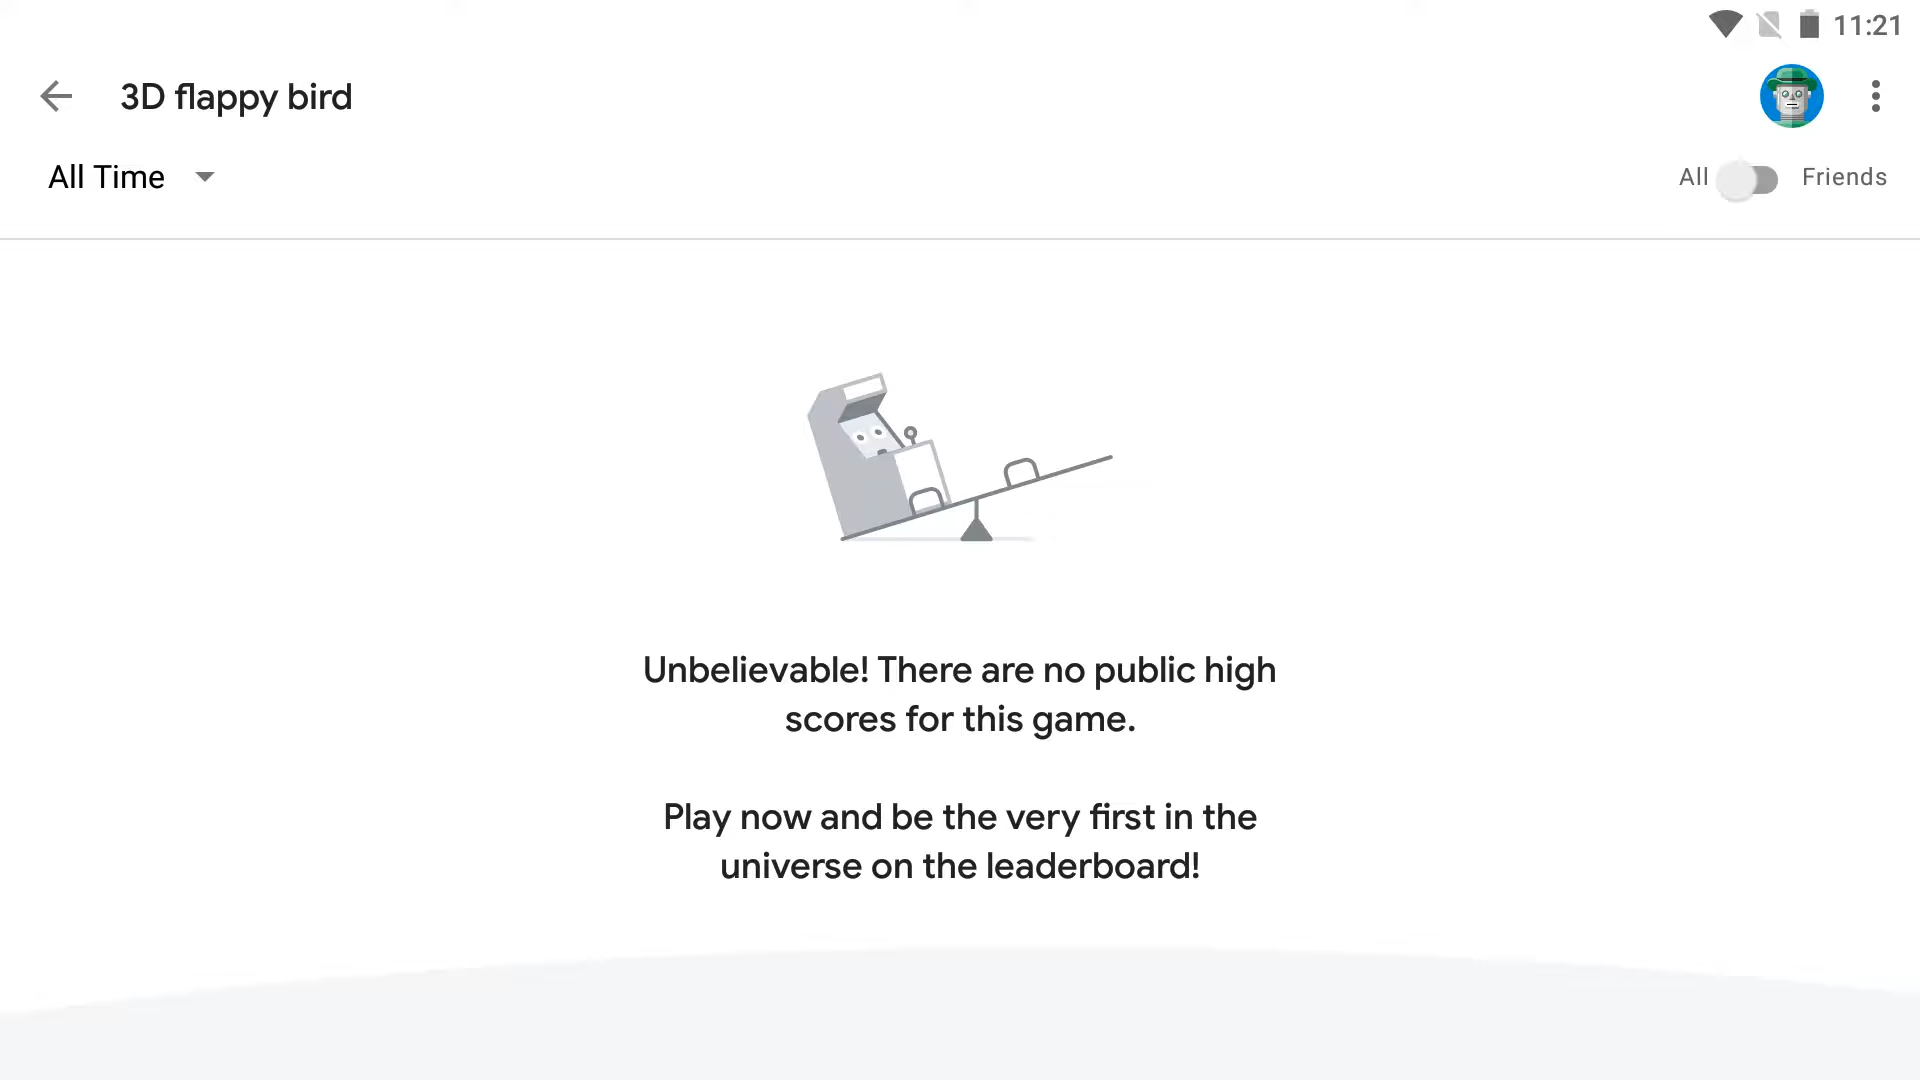 11:21
3D flappy bird
All Time
All
Friends
Unbelievable! There are no public high
scores for this game.
Play now and be the very first in the
universe on the leaderboard!